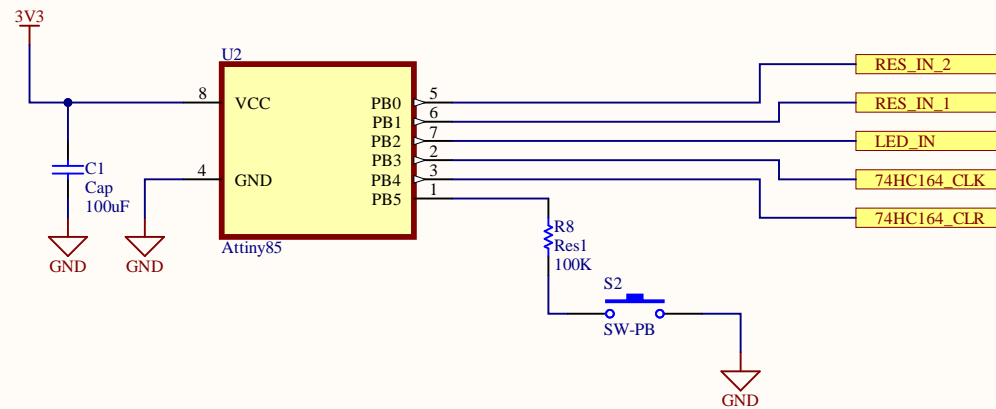 3V3
U2
RES_IN_2
8
VCC
PB0
5
RES_IN_1
PB1
6
PB2
7
LED_IN
PB3
2
C1
Cap
100uF
4
GND
PB4
3
74HC164_CLK
PB5
1
74HC164_CLR
R8
Res1
100K
Attiny85
GND
GND
S2
SW-PB
GND